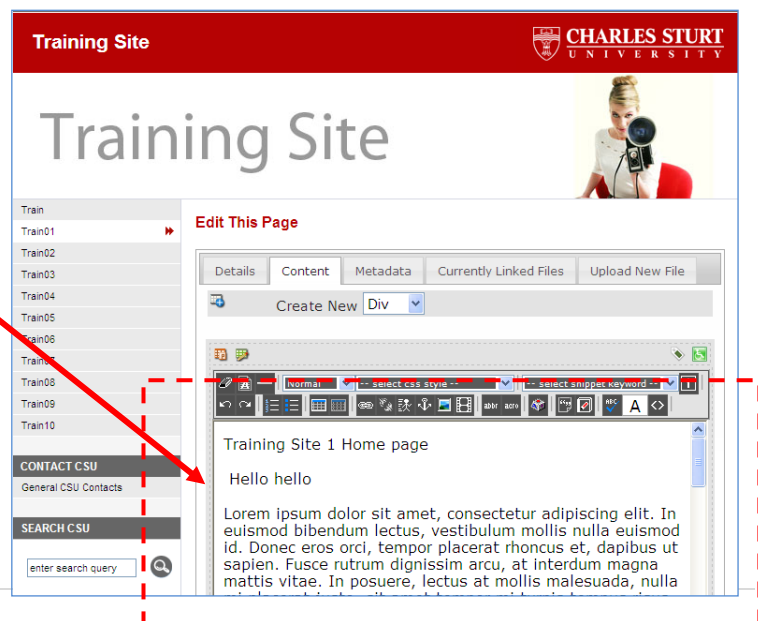 Training Site
CHARLES STURT
UNIVERSITY
Training Site
Train
Train01
Train02
Train03
Train04
Train05
Train06
Train08
Train09
Train10
CONTACT CSU
General CSU Contacts
SEARCH CSU
enter search query
Edit This Page
Details Content Metadata Currently Linked Files Upload New File
Create New Div
Normal -- select css style -- -- select snippet keyword --
abbr acro ABC A <>
Training Site 1 Home page
Hello hello
Lorem ipsum dolor sit amet, consectetur adipiscing elit. In
euismod bibendum lectus, vestibulum mollis nulla euismod
id. Donec eros orci, tempor placerat rhoncus et, dapibus ut
sapien. Fusce rutrum dignissim arcu, at interdum magna
mattis vitae. In posuere, lectus at mollis malesuada, nulla